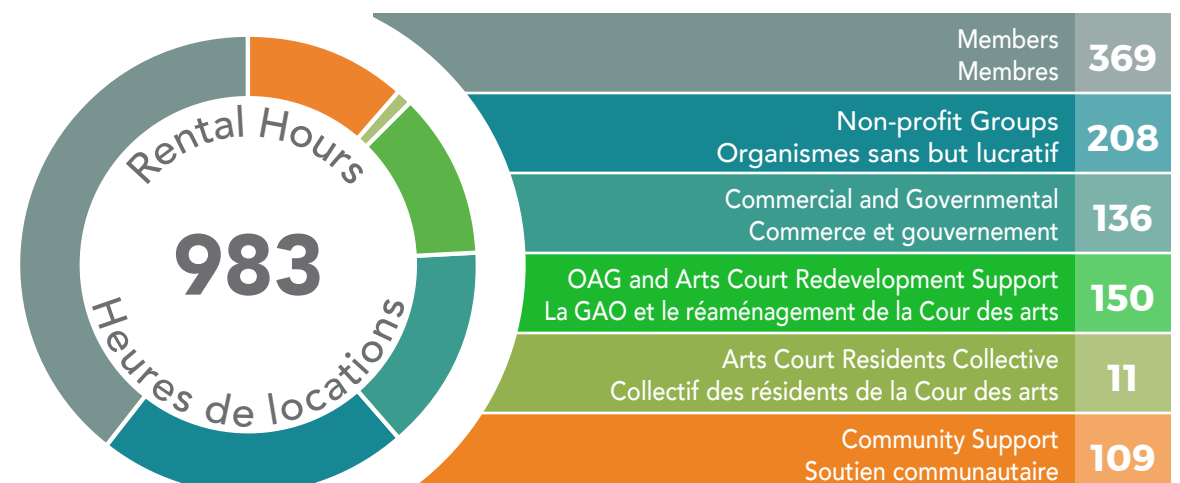 Rental Hours
983
Heures de locations
Members
Membres
369
Non-profit Groups
Organismes sans but lucratif
208
Commercial and Governmental
Commerce et gouvernement
136
OAG and Arts Court Redevelopment Support
La GAO et le réaménagement de la Cour des arts
150
Arts Court Residents Collective
Collectif des résidents de la Cour des arts
11
Community Support
Soutien communautaire
109